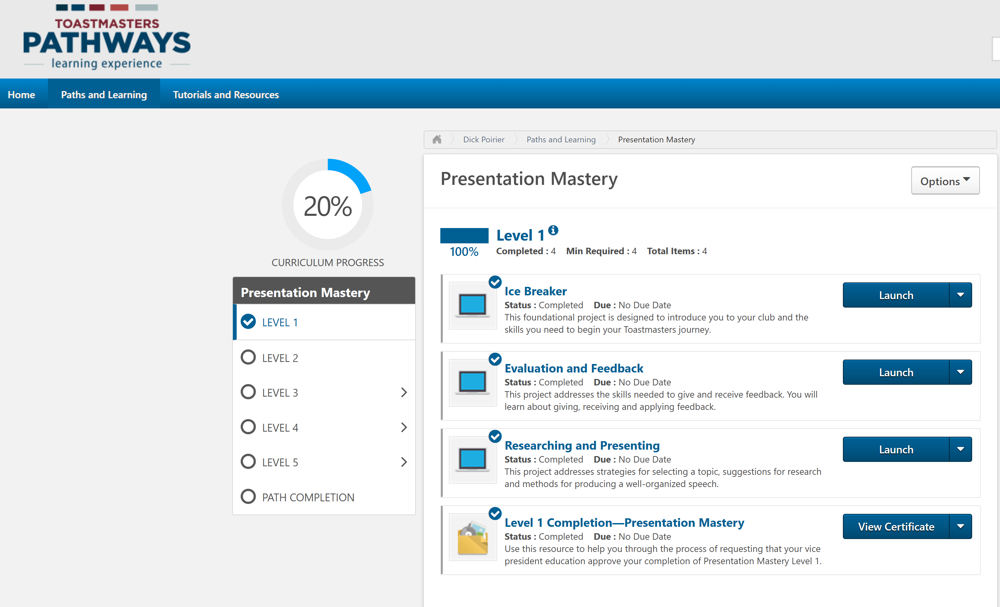 TOASTMASTERS
PATHWAYS
learning experience
Home Paths and Learning Tutorials and Resources
Dick Poirier Paths and Learning Presentation Mastery
20%
CURRICULUM PROGRESS
Presentation Mastery
LEVEL 1
LEVEL 2
LEVEL 3
LEVEL 4
LEVEL 5
PATH COMPLETION
Presentation Mastery
Options
Level 1
100%
Completed : 4 Min Required : 4 Total Items : 4
Ice Breaker
Status : Completed Due : No Due Date
This foundational project is designed to introduce you to your club and the
skills you need to begin your Toastmasters journey.
Launch
Evaluation and Feedback
Status : Completed Due : No Due Date
This project addresses the skills needed to give and receive feedback. You will
learn about giving, receiving and applying feedback.
Launch
Researching and Presenting
Status : Completed Due : No Due Date
This project addresses strategies for selecting a topic, suggestions for research
and methods for producing a well-organized speech.
Launch
Level 1 Completion—Presentation Mastery
Status : Completed Due : No Due Date
Use this resource to help you through the process of requesting that your vice
president education approve your completion of Presentation Mastery Level 1.
View Certificate